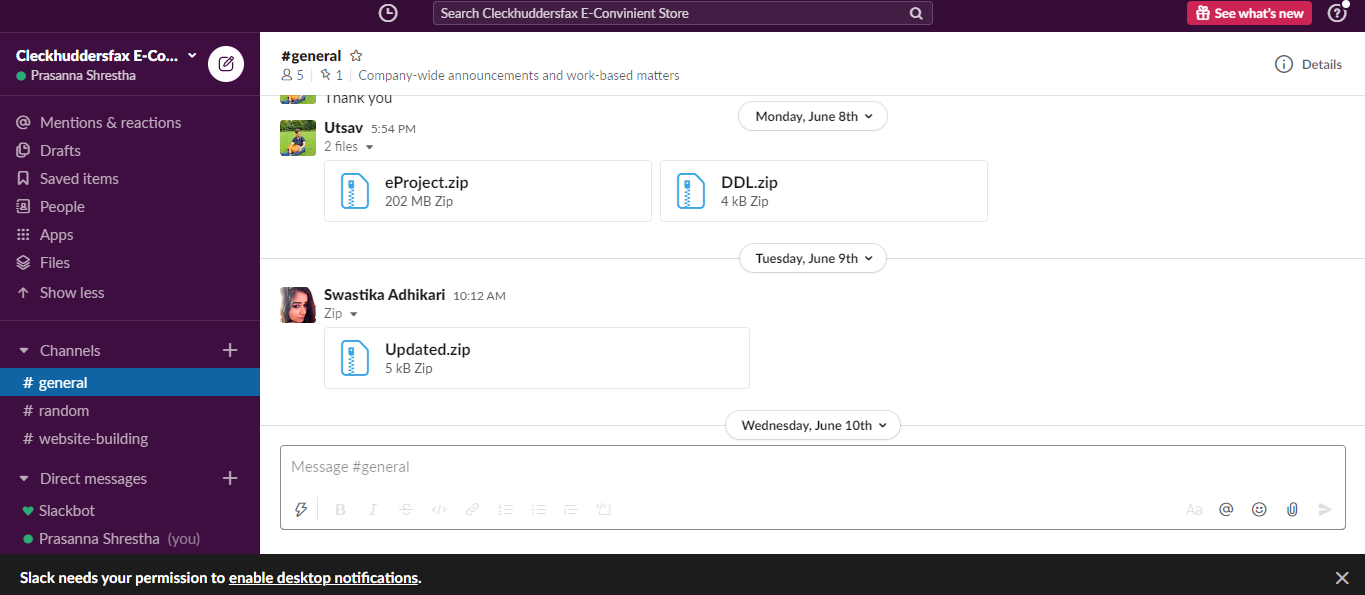 Search Cleckhuddersfax E-Convinient Store
See what's new
Cleckhuddersfax E-Co...
Prasanna Shrestha
Mentions & reactions
Drafts
Saved items
People
Apps
Files
Show less
Channels
# general
# random
# website-building
Direct messages
Slackbot
Prasanna Shrestha (you)
#general
5 | 1 | Company-wide announcements and work-based matters
Details
Thank you
Monday, June 8th
Utsav 5:54 PM
2 files
eProject.zip
202 MB Zip
DDL.zip
4 kB Zip
Tuesday, June 9th
Swastika Adhikari 10:12 AM
Zip
Updated.zip
5 kB Zip
Wednesday, June 10th
Message #general
B I S </> Aa @
Slack needs your permission to enable desktop notifications.